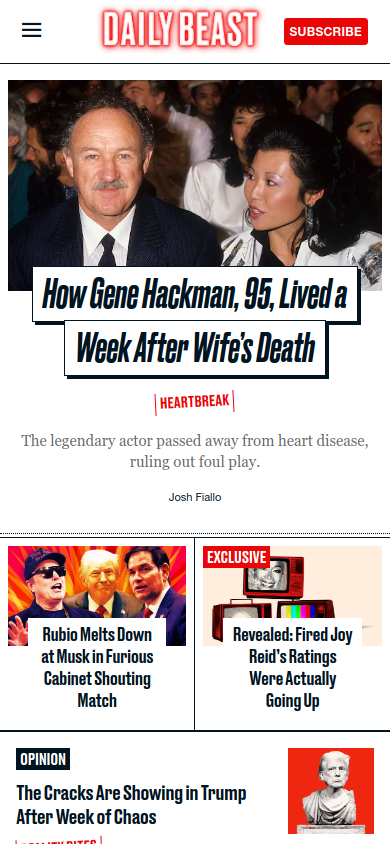 DAILY BEAST
SUBSCRIBE
How Gene Hackman, 95, Lived a
Week After Wife's Death
HEARTBREAK
The legendary actor passed away from heart disease,
ruling out foul play.
Josh Fiallo
Rubio Melts Down
at Musk in Furious
Cabinet Shouting
Match
EXCLUSIVE
Revealed: Fired Joy
Reid's Ratings
Were Actually
Going Up
OPINION
The Cracks Are Showing in Trump
After Week of Chaos